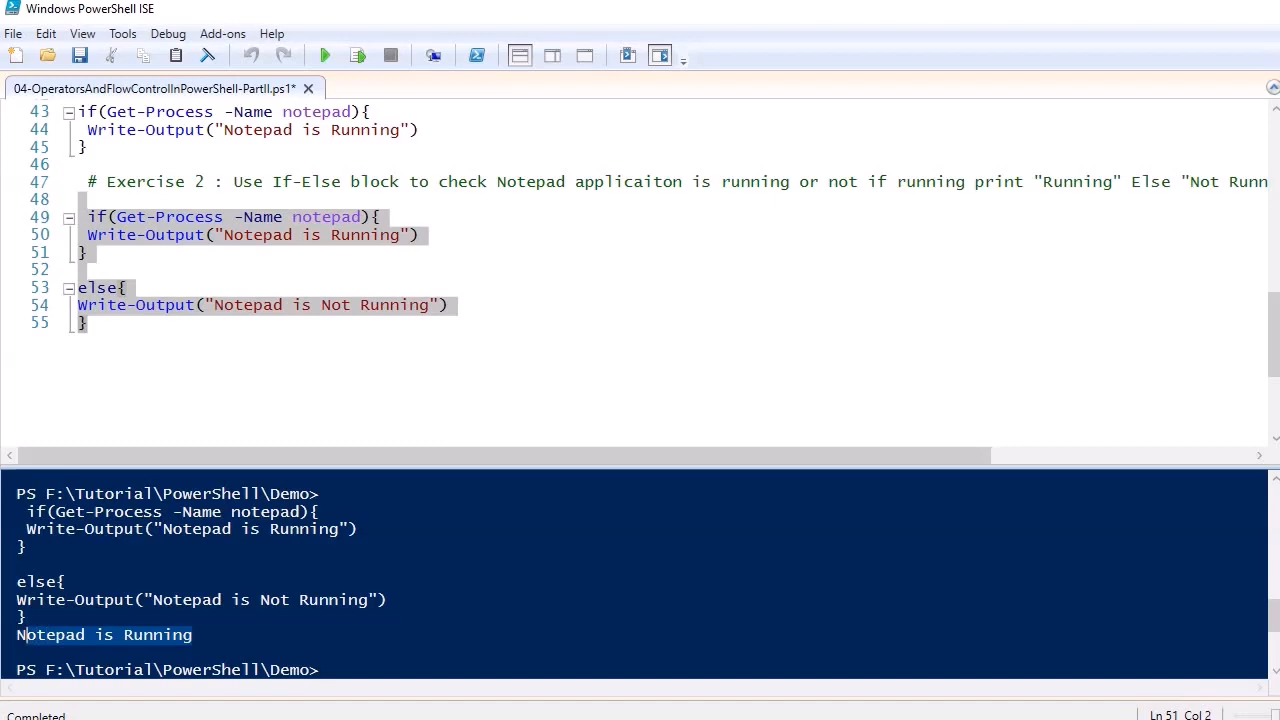 Windows PowerShell ISE
File Edit View Tools Debug Add-ons Help
04-OperatorsAndFlowControlInPowerShell-PartII.ps1* X
43 if(Get-Process -Name notepad){
44 Write-Output("Notepad is Running")
45 }
46
47 # Exercise 2 : Use If-Else block to check Notepad applicaiton is running or not if running print "Running" Else "Not Runn
48
49 if(Get-Process -Name notepad){
50 Write-Output("Notepad is Running")
51 }
52
53 else{
54 Write-Output("Notepad is Not Running")
55 }
PS F:\Tutorial\PowerShell\Demo>
if(Get-Process -Name notepad){
Write-Output("Notepad is Running")
}
else{
Write-Output("Notepad is Not Running")
}
Notepad is Running
PS F:\Tutorial\PowerShell\Demo>
Completed Ln 51 Col 2